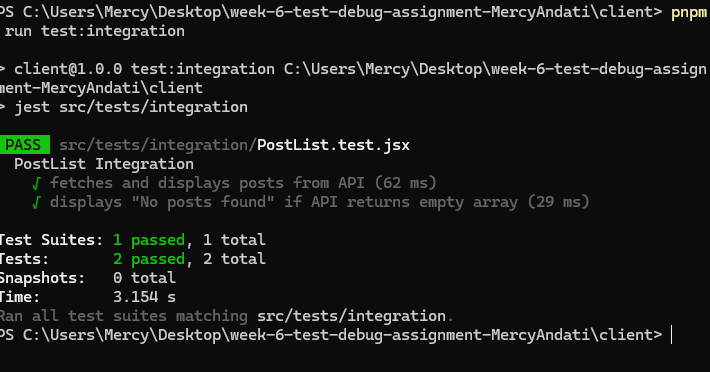 PS C:\Users\Mercy\Desktop\week-6-test-debug-assignment-MercyAndati\client> pnpm
 run test:integration
> client@1.0.0 test:integration C:\Users\Mercy\Desktop\week-6-test-debug-assign
ment-MercyAndati\client
> jest src/tests/integration
PASS src/tests/integration/PostList.test.jsx
PostList Integration
√ fetches and displays posts from API (62 ms)
√ displays "No posts found" if API returns empty array (29 ms)
Test Suites: 1 passed, 1 total
Tests: 2 passed, 2 total
Snapshots: 0 total
Time: 3.154 s
Ran all test suites matching src/tests/integration.
PS C:\Users\Mercy\Desktop\week-6-test-debug-assignment-MercyAndati\client>